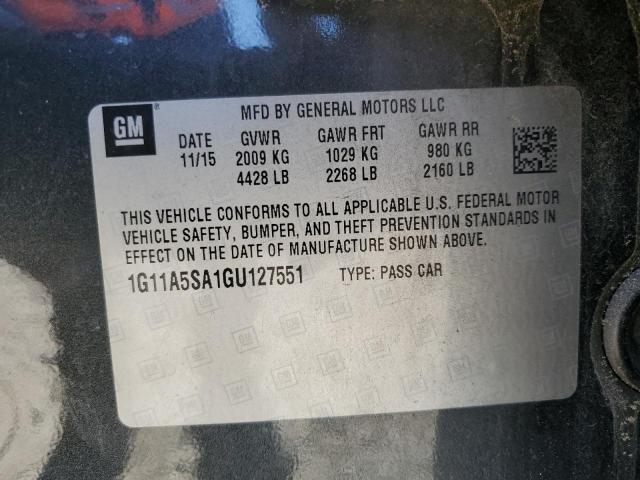 GM ®
MFD BY GENERAL MOTORS LLC
DATE GVWR GAWR FRT GAWR RR
11/15 2009 KG 1029 KG 980 KG
4428 LB 2268 LB 2160 LB
THIS VEHICLE CONFORMS TO ALL APPLICABLE U.S. FEDERAL MOTOR
VEHICLE SAFETY, BUMPER, AND THEFT PREVENTION STANDARDS IN
EFFECT ON THE DATE OF MANUFACTURE SHOWN ABOVE.
1G11A5SA1GU127551 TYPE: PASS CAR